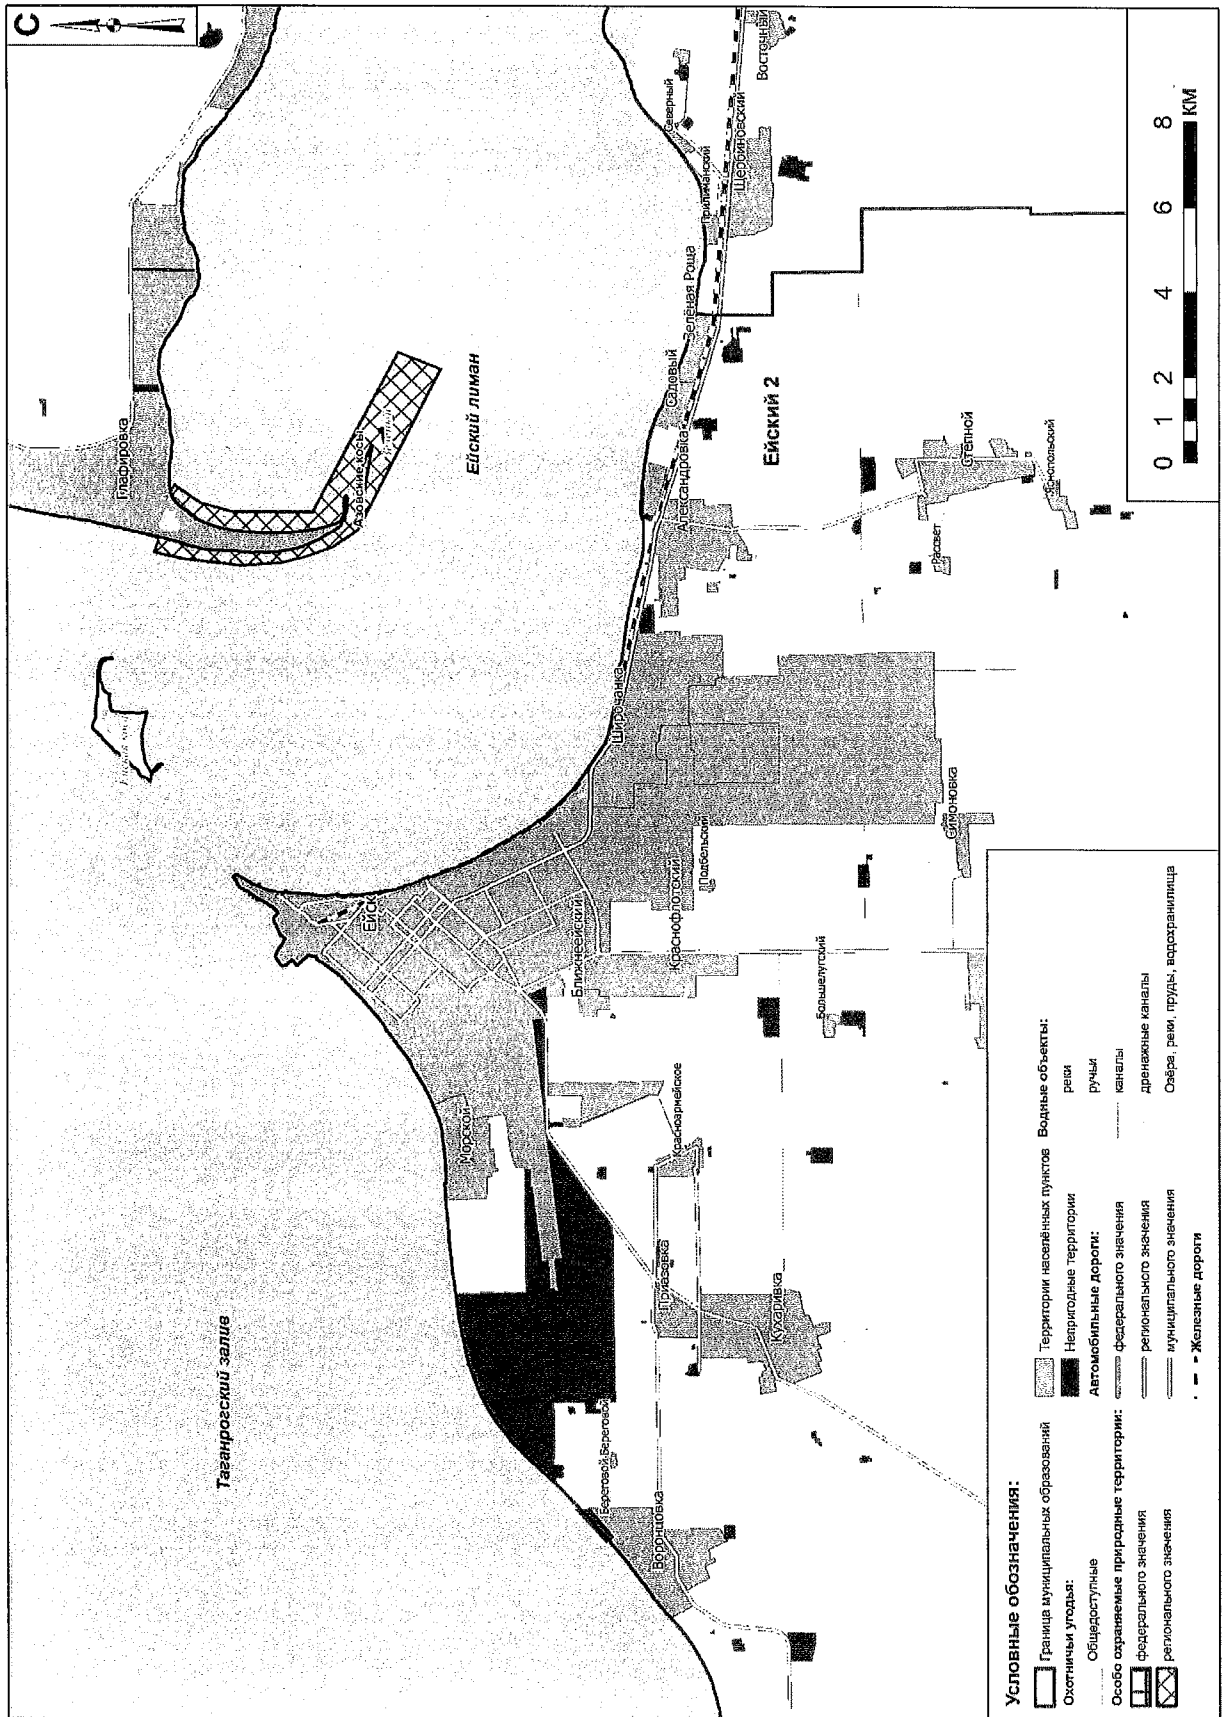 С
Таганрогский залив
Ейский лиман
Ейский 2
Глафировка
Азовские косы
Ейск
Морской
Широчанка
Ближнеейский
Краснофлотский
Подбельский
Александровка
Садовый
Зелёная Роща
Прилиманский
Северный
Щербиновский
Восточный
Степной
Рассвет
Ясенопольский
Симоновка
Большелугский
Красноармейское
Приазовка
Кухаривка
Береговой
Береговой
Воронцовка
Условные обозначения:
Граница муниципальных образований
Охотничьи угодья:
Общедоступные
Особо охраняемые природные территории:
федерального значения
регионального значения
Территории населённых пунктов
Непригодные территории
Автомобильные дороги:
федерального значения
регионального значения
муниципального значения
Железные дороги
Водные объекты:
реки
ручьи
каналы
дренажные каналы
Озёра, реки, пруды, водохранилища
0 1 2 4 6 8
КМ